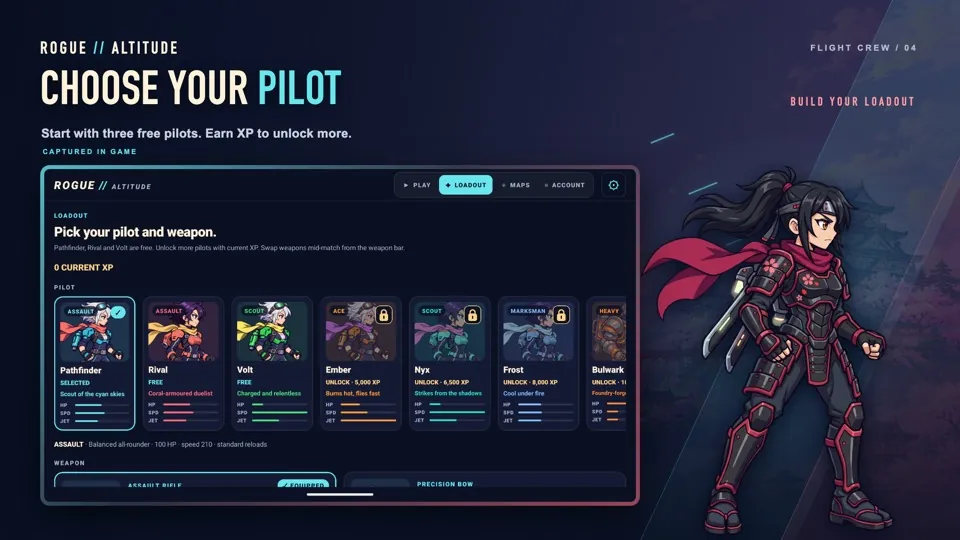 ROGUE // ALTITUDE
FLIGHT CREW / 04
CHOOSE YOUR PILOT
BUILD YOUR LOADOUT
Start with three free pilots. Earn XP to unlock more.
CAPTURED IN GAME
ROGUE // ALTITUDE
PLAY
LOADOUT
MAPS
ACCOUNT
LOADOUT
Pick your pilot and weapon.
Pathfinder, Rival and Volt are free. Unlock more pilots with current XP. Swap weapons mid-match from the weapon bar.
0 CURRENT XP
PILOT
ASSAULT
Pathfinder
SELECTED
Scout of the cyan skies
HP
SPD
JET
ASSAULT
Rival
FREE
Coral-armoured duelist
HP
SPD
JET
SCOUT
Volt
FREE
Charged and relentless
HP
SPD
JET
ACE
Ember
UNLOCK · 5,000 XP
Burns hot, flies fast
HP
SPD
JET
SCOUT
Nyx
UNLOCK · 6,500 XP
Strikes from the shadows
HP
SPD
JET
MARKSMAN
Frost
UNLOCK · 8,000 XP
Cool under fire
HP
SPD
JET
HEAVY
Bulwark
UNLOCK ·
HP
SPD
JET
ASSAULT · Balanced all-rounder · 100 HP · speed 210 · standard reloads
WEAPON
ASSAULT RIFLE
✓ EQUIPPED
PRECISION BOW